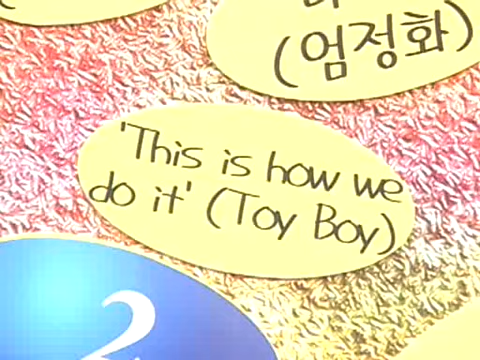 (엄정화)
'This is how we
do it' (Toy Boy)
2